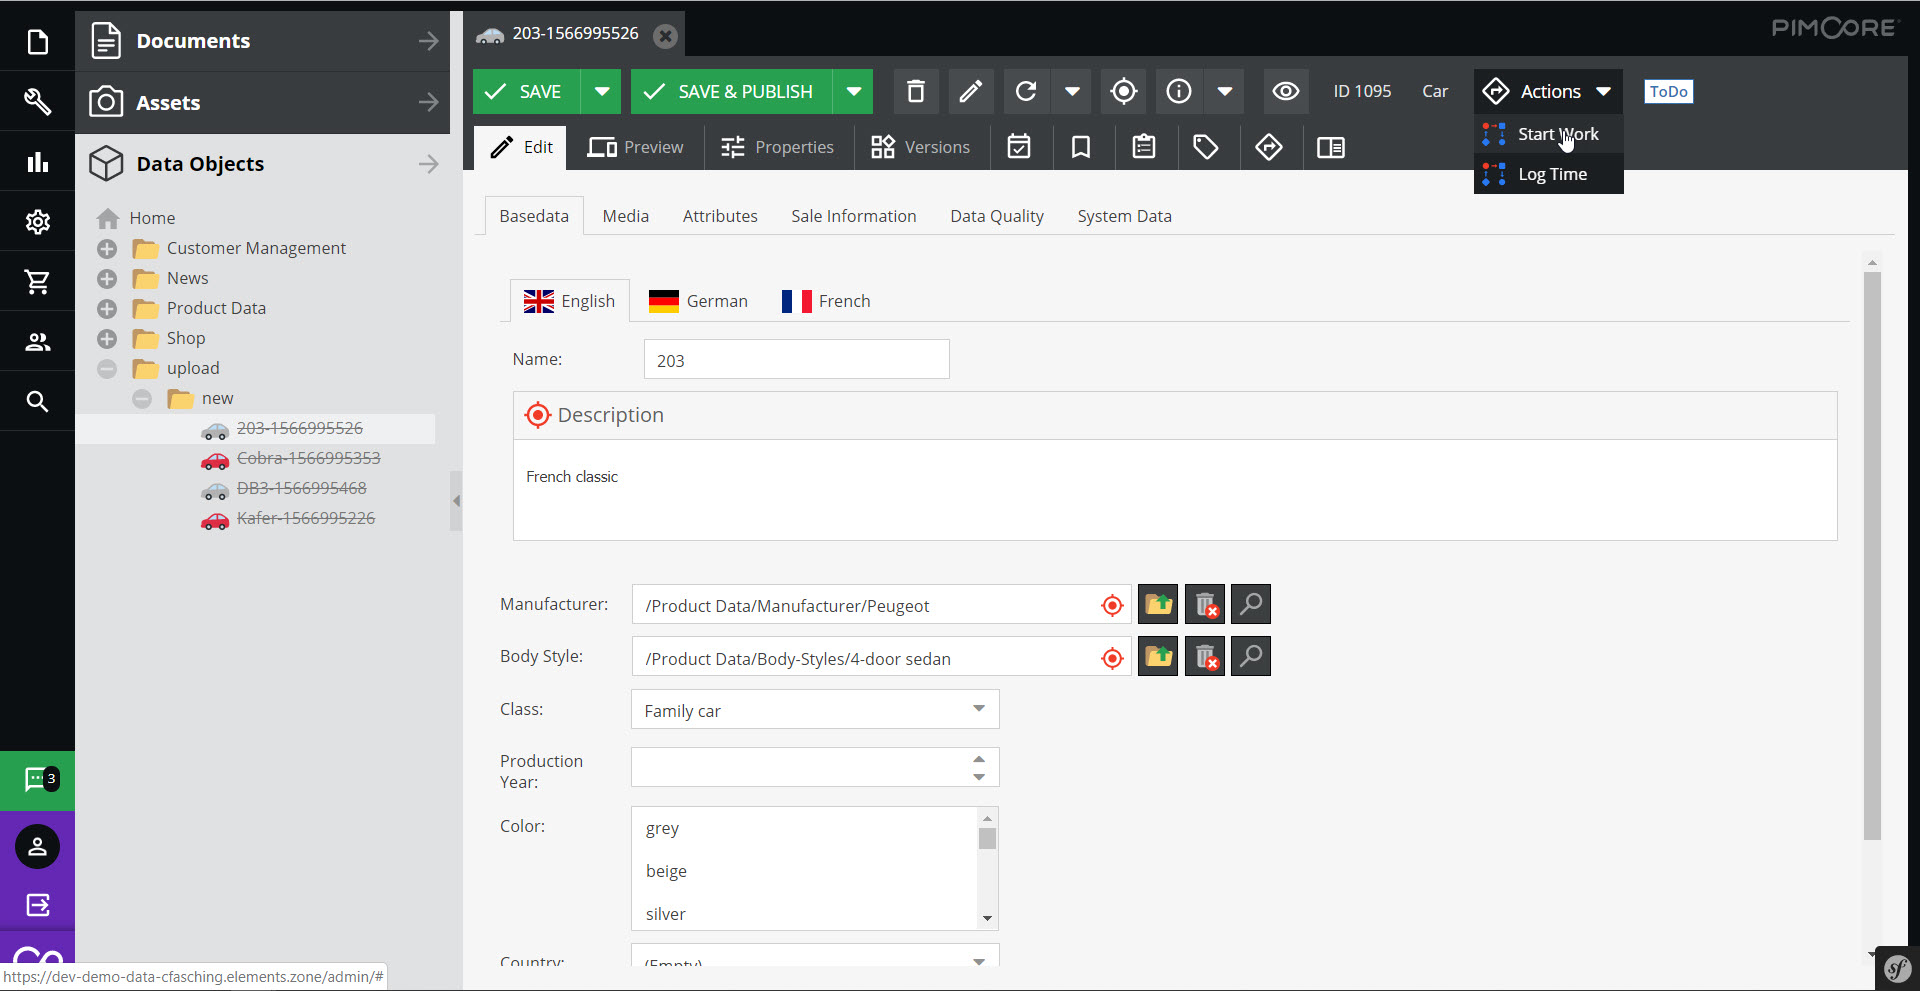 Documents
Assets
Data Objects
Home
Customer Management
News
Product Data
Shop
upload
new
203-1566995526
Cobra-1566995353
DB3-1566995468
Kafer-1566995226
3
https://dev-demo-data-cfasching.elements.zone/admin/#
203-1566995526
PIMCORE
SAVE
SAVE & PUBLISH
ID 1095
Car
Actions
ToDo
Start Work
Log Time
Edit
Preview
Properties
Versions
Basedata
Media
Attributes
Sale Information
Data Quality
System Data
English
German
French
Name:
203
Description
French classic
Manufacturer:
/Product Data/Manufacturer/Peugeot
Body Style:
/Product Data/Body-Styles/4-door sedan
Class:
Family car
Production
Year:
Color:
grey
beige
silver
Country:
(Empty)
sf